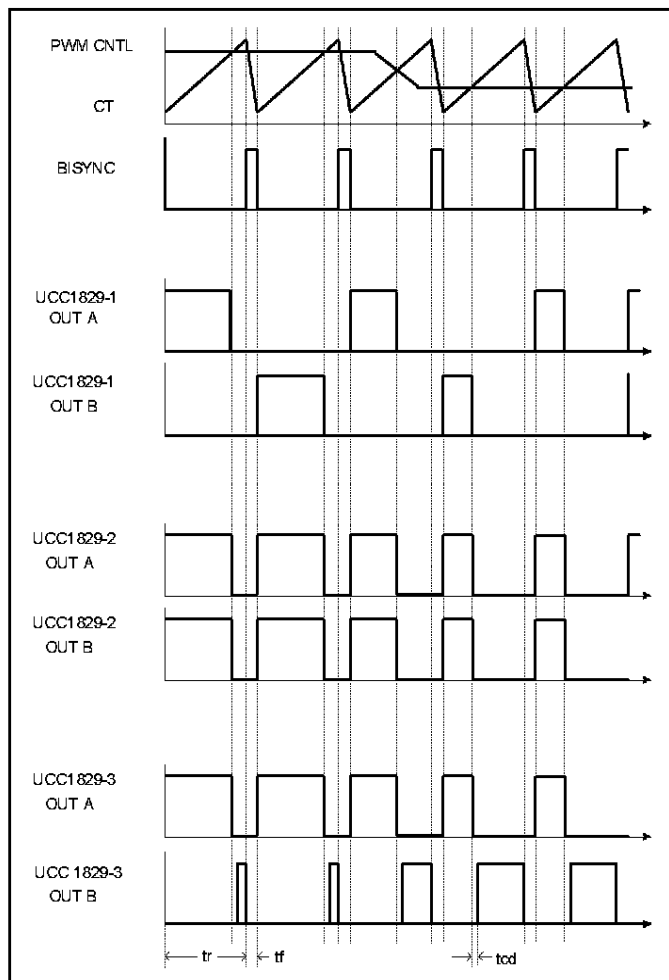 PWM CNTL
CT
BISYNC
UCC1829-1
OUT A
UCC1829-1
OUT B
UCC1829-2
OUT A
UCC1829-2
OUT B
UCC1829-3
OUT A
UCC 1829-3
OUT B
tr tf tcd